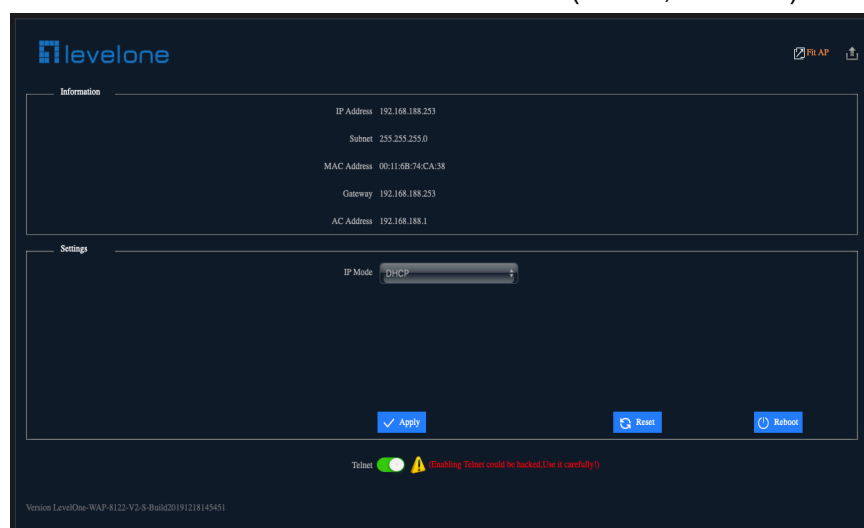 levelone
Fit AP
Information
IP Address 192.168.188.253
Subnet 255.255.255.0
MAC Address 00:11:6B:74:CA:38
Gateway 192.168.188.253
AC Address 192.168.188.1
Settings
IP Mode DHCP
Apply Reset Reboot
Telnet (Enabling Telnet could be hacked,Use it carefully!)
Version LevelOne-WAP-8122-V2-S-Build20191218145451